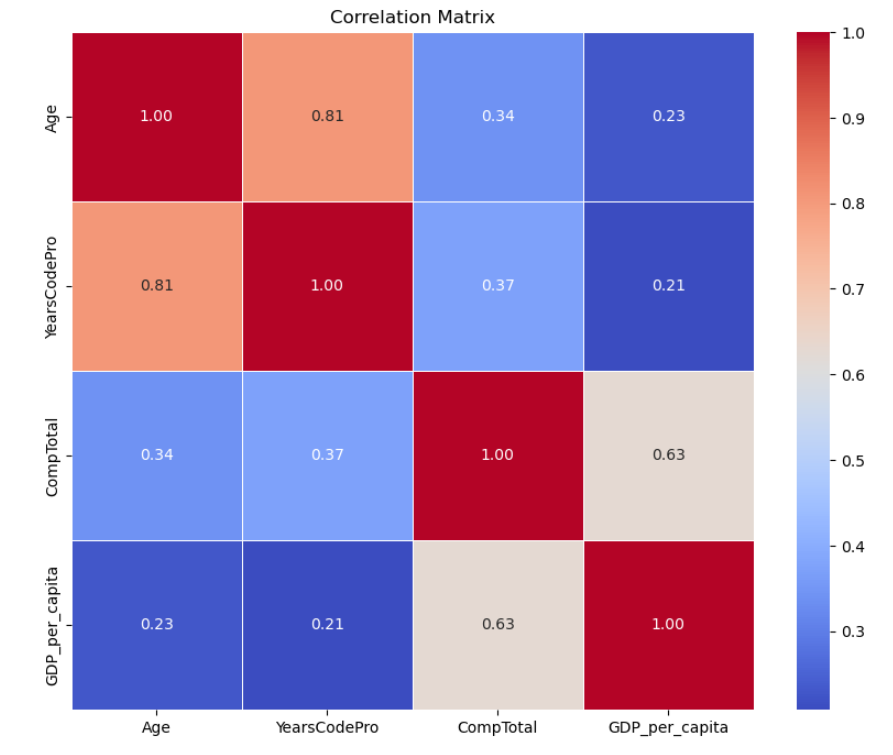 Correlation Matrix
Age
1.00
0.81
0.34
0.23
YearsCodePro
0.81
1.00
0.37
0.21
CompTotal
0.34
0.37
1.00
0.63
GDP_per_capita
0.23
0.21
0.63
1.00
Age
YearsCodePro
CompTotal
GDP_per_capita
1.0
0.9
0.8
0.7
0.6
0.5
0.4
0.3